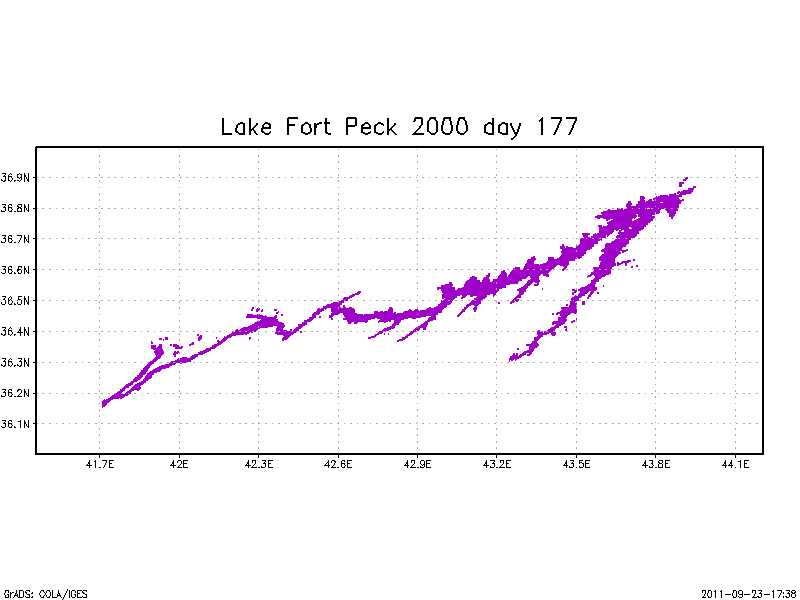 Lake Fort Peck 2000 day 177
36.9N
36.8N
36.7N
36.6N
36.5N
36.4N
36.3N
36.2N
36.1N
41.7E 42E 42.3E 42.6E 42.9E 43.2E 43.5E 43.8E 44.1E
GrADS: COLA/IGES 2011-09-23-17:38